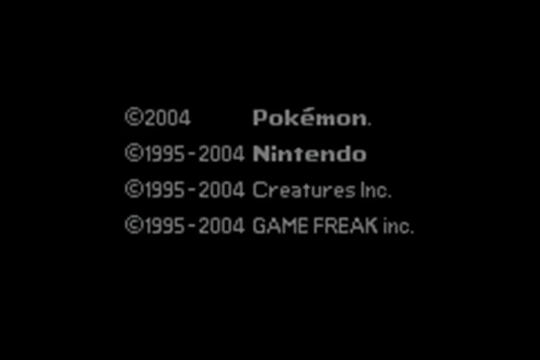 ©2004 Pokémon.
©1995-2004 Nintendo
©1995-2004 Creatures Inc.
©1995-2004 GAME FREAK inc.